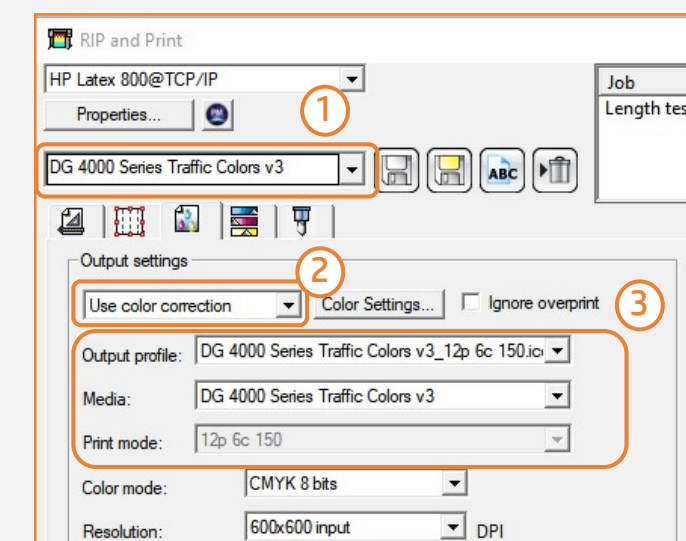 RIP and Print
HP Latex 800@TCP/IP
Properties...
PM
1
Job
Length tes
DG 4000 Series Traffic Colors v3
ABC
Output settings
2
Use color correction
Color Settings...
Ignore overprint
3
Output profile:
DG 4000 Series Traffic Colors v3_12p 6c 150.ic
Media:
DG 4000 Series Traffic Colors v3
Print mode:
12p 6c 150
Color mode:
CMYK 8 bits
Resolution:
600x600 input
DPI